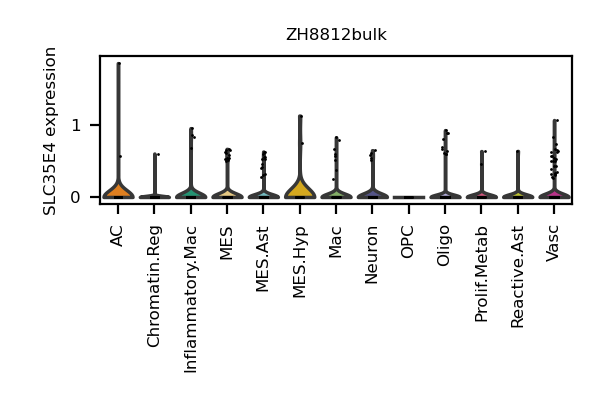 ZH8812bulk
SLC35E4 expression
1
0
AC
Chromatin.Reg
Inflammatory.Mac
MES
MES.Ast
MES.Hyp
Mac
Neuron
OPC
Oligo
Prolif.Metab
Reactive.Ast
Vasc